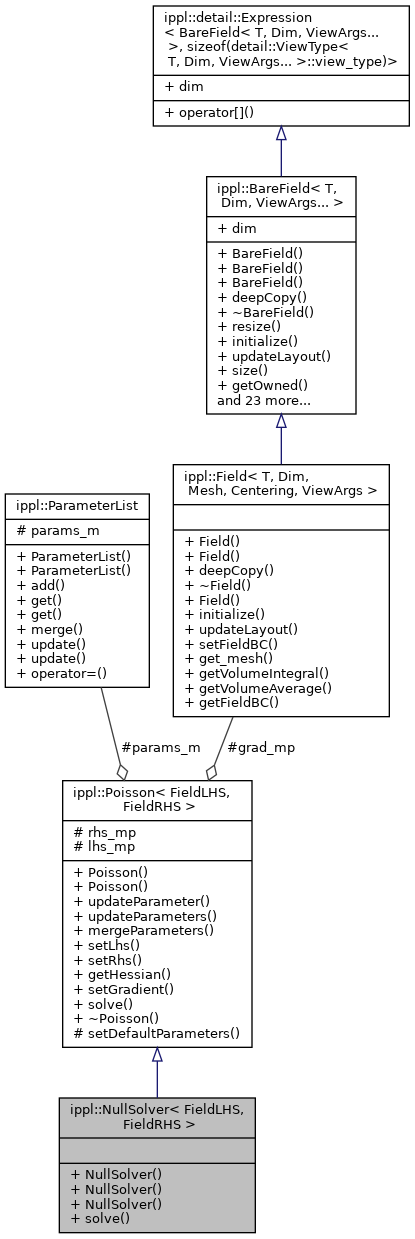 ippl::detail::Expression
< BareField< T, Dim, ViewArgs...
>, sizeof(detail::ViewType<
T, Dim, ViewArgs... >::view_type)>
+ dim
+ operator[]()
ippl::BareField< T,
Dim, ViewArgs... >
+ dim
+ BareField()
+ BareField()
+ BareField()
+ deepCopy()
+ ~BareField()
+ resize()
+ initialize()
+ updateLayout()
+ size()
+ getOwned()
and 23 more...
ippl::Field< T, Dim,
Mesh, Centering, ViewArgs >
+ Field()
+ Field()
+ deepCopy()
+ ~Field()
+ Field()
+ initialize()
+ updateLayout()
+ setFieldBC()
+ get_mesh()
+ getVolumeIntegral()
+ getVolumeAverage()
+ getFieldBC()
ippl::ParameterList
# params_m
+ ParameterList()
+ ParameterList()
+ add()
+ get()
+ get()
+ merge()
+ update()
+ update()
+ operator=()
#params_m
#grad_mp
ippl::Poisson< FieldLHS,
FieldRHS >
# rhs_mp
# lhs_mp
+ Poisson()
+ Poisson()
+ updateParameter()
+ updateParameters()
+ mergeParameters()
+ setLhs()
+ setRhs()
+ getHessian()
+ setGradient()
+ solve()
+ ~Poisson()
# setDefaultParameters()
ippl::NullSolver< FieldLHS,
FieldRHS >
+ NullSolver()
+ NullSolver()
+ NullSolver()
+ solve()